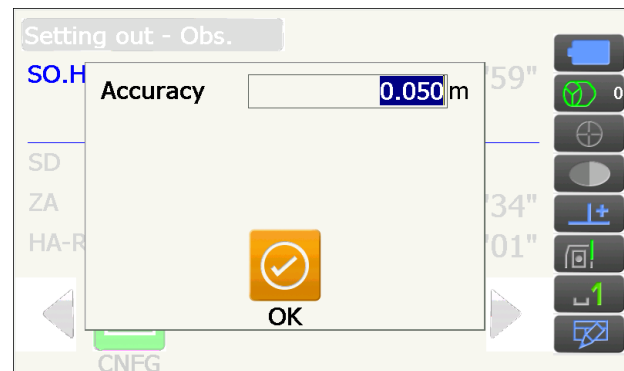 Setting out - Obs.
SO.H
'59"
Accuracy 0.050 m
0
SD
ZA
'34"
HA-R
'01"
1
OK
CNFG